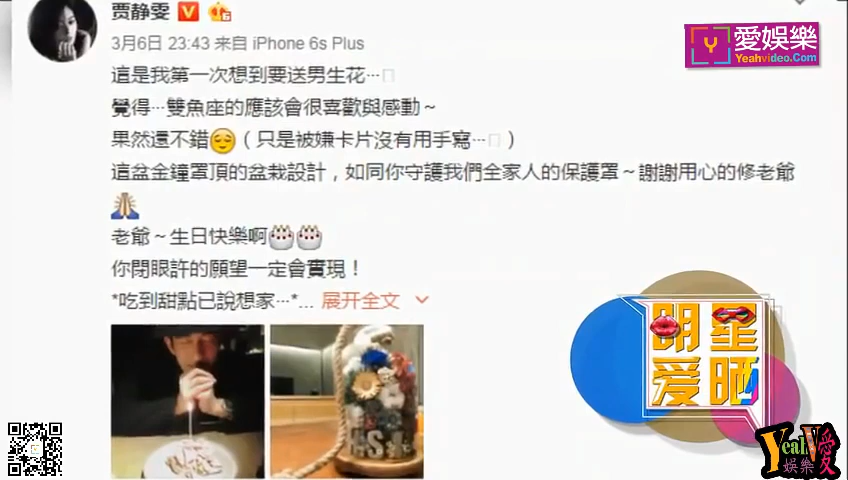 贾静雯
愛娛樂
Yeahvideo.Com
3月6日 23:43 来自 iPhone 6s Plus
這是我第一次想到要送男生花…
覺得…雙魚座的應該會很喜歡與感動～
果然還不錯😌（只是被嫌卡片沒有用手寫…）
這盆金鐘罩頂的盆栽設計，如同你守護我們全家人的保護罩～謝謝用心的修老爺
🙏
老爺～生日快樂啊🎂🎂
你閉眼許的願望一定會實現！
*吃到甜點已說想家…*... 展开全文
明星
爱晒
YeahV愛
娛樂